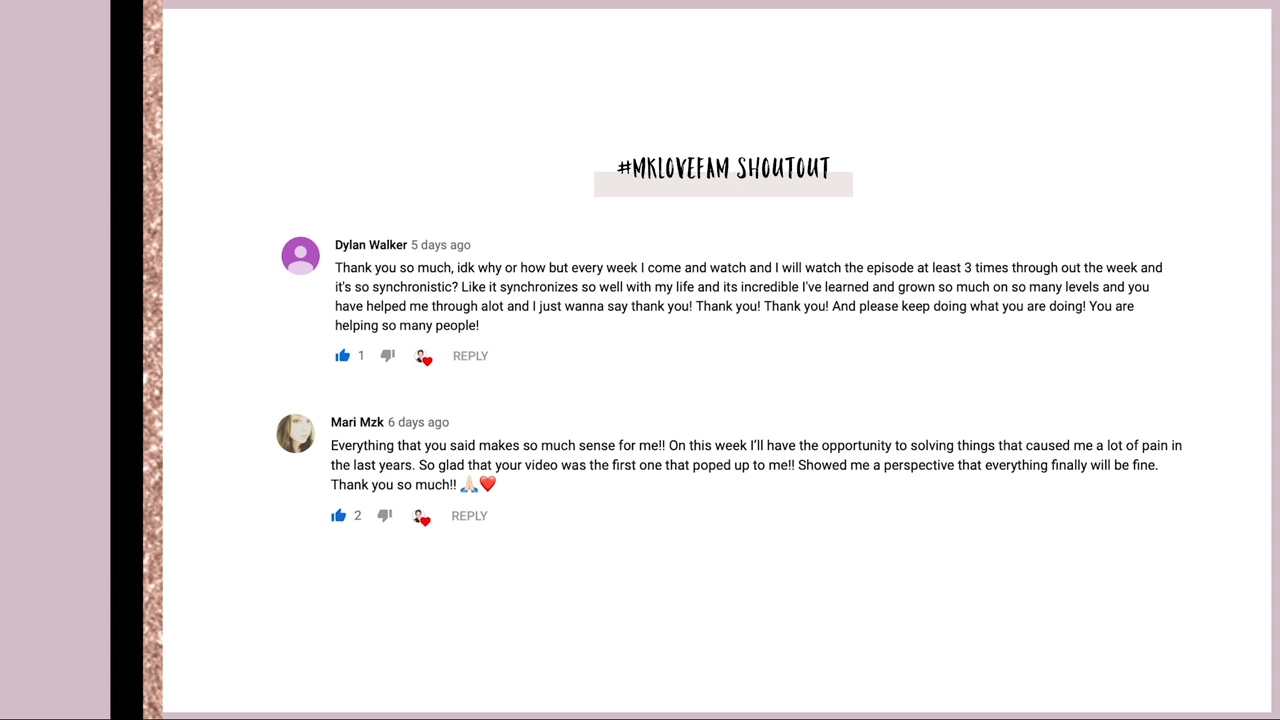 #MKLOVEFAM SHOUTOUT
Dylan Walker 5 days ago
Thank you so much, idk why or how but every week I come and watch and I will watch the episode at least 3 times through out the week and
it's so synchronistic? Like it synchronizes so well with my life and its incredible I've learned and grown so much on so many levels and you
have helped me through alot and I just wanna say thank you! Thank you! Thank you! And please keep doing what you are doing! You are
helping so many people!
1 REPLY
Mari Mzk 6 days ago
Everything that you said makes so much sense for me!! On this week I'll have the opportunity to solving things that caused me a lot of pain in
the last years. So glad that your video was the first one that poped up to me!! Showed me a perspective that everything finally will be fine.
Thank you so much!! 🙏🏻❤️
2 REPLY